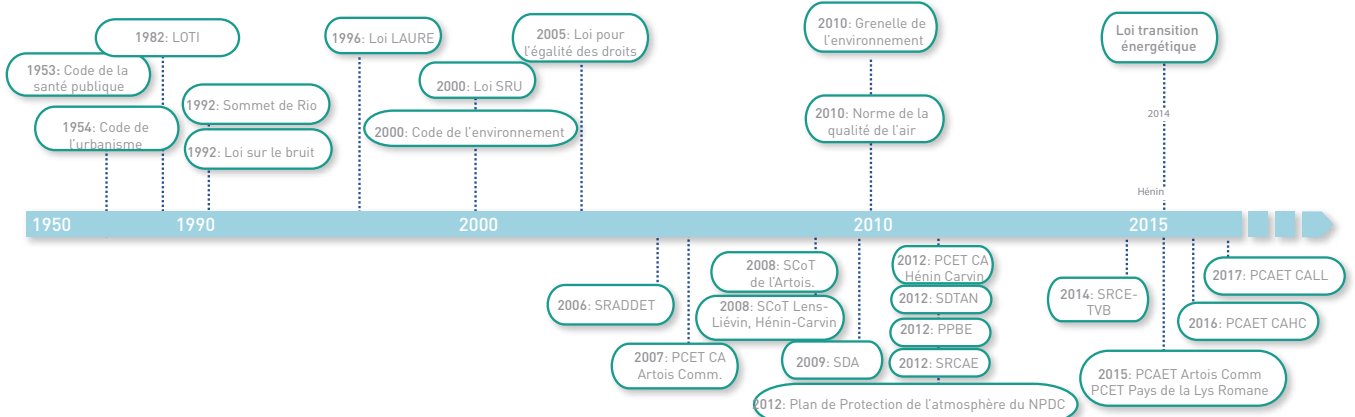 1953: Code de la
santé publique
1982: LOTI
1954: Code de
l'urbanisme
1992: Sommet de Rio
1992: Loi sur le bruit
1996: Loi LAURE
2000: Loi SRU
2000: Code de l'environnement
2005: Loi pour
l'égalité des droits
2010: Grenelle de
l'environnement
2010: Norme de la
qualité de l'air
Loi transition
énergétique
2014
Hénin
1950
1990
2000
2010
2015
2006: SRADDET
2007: PCET CA
Artois Comm.
2008: SCoT
de l'Artois.
2008: SCoT Lens-
Liévin, Hénin-Carvin
2009: SDA
2012: PCET CA
Hénin Carvin
2012: SDTAN
2012: PPBE
2012: SRCAE
2012: Plan de Protection de l'atmosphère du NPDC
2014: SRCE-
TVB
2015: PCAET Artois Comm
PCET Pays de la Lys Romane
2016: PCAET CAHC
2017: PCAET CALL